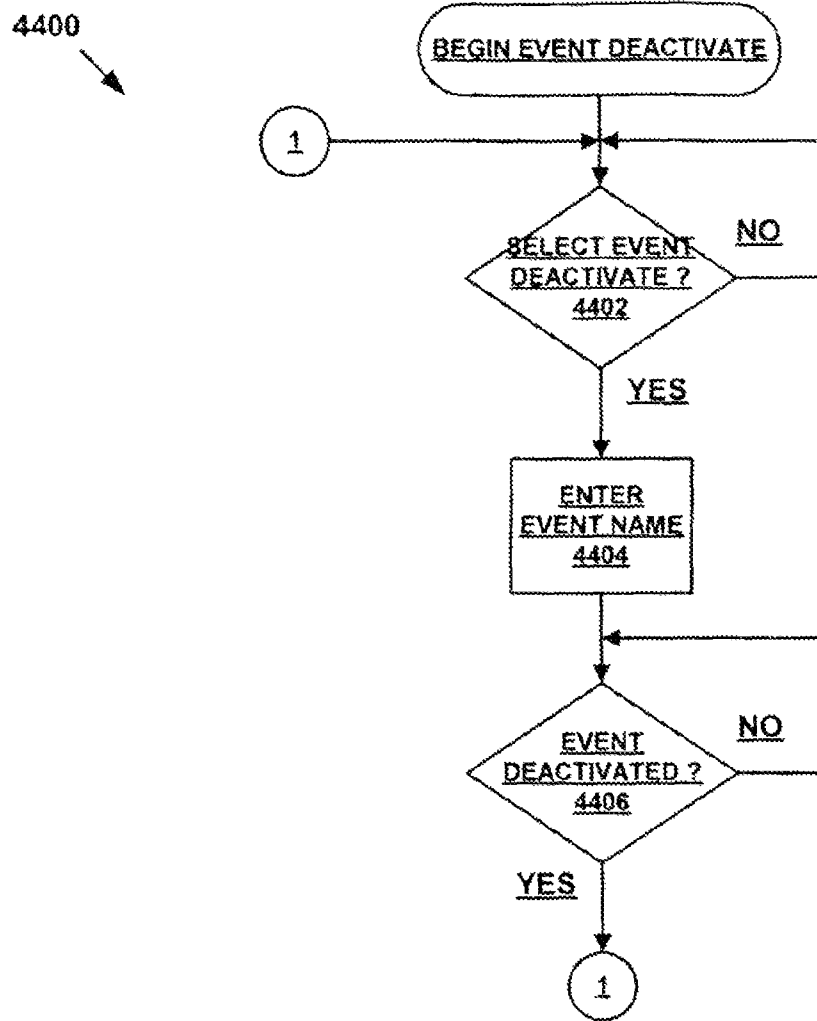 4400
BEGIN EVENT DEACTIVATE
1
SELECT EVENT
DEACTIVATE ?
4402
NO
YES
ENTER
EVENT NAME
4404
EVENT
DEACTIVATED ?
4406
NO
YES
1